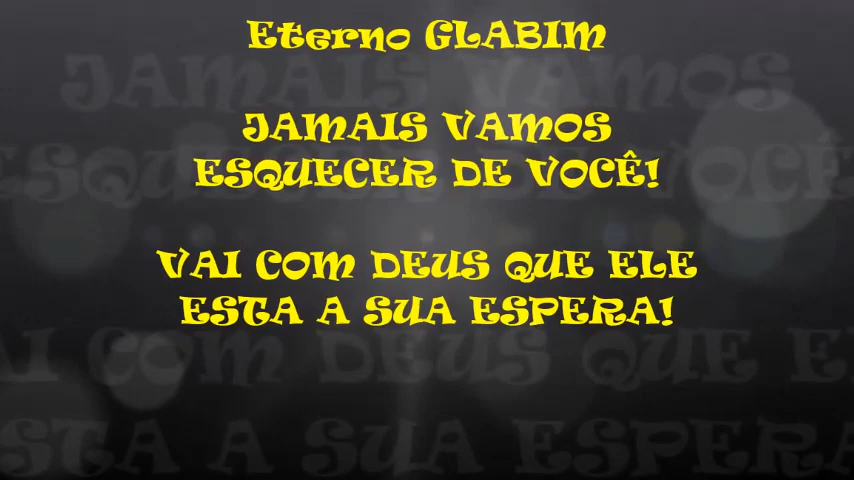 Eterno GLABIM
JAMAIS VAMOS
ESQUECER DE VOCÊ!
VAI COM DEUS QUE ELE
ESTA A SUA ESPERA!